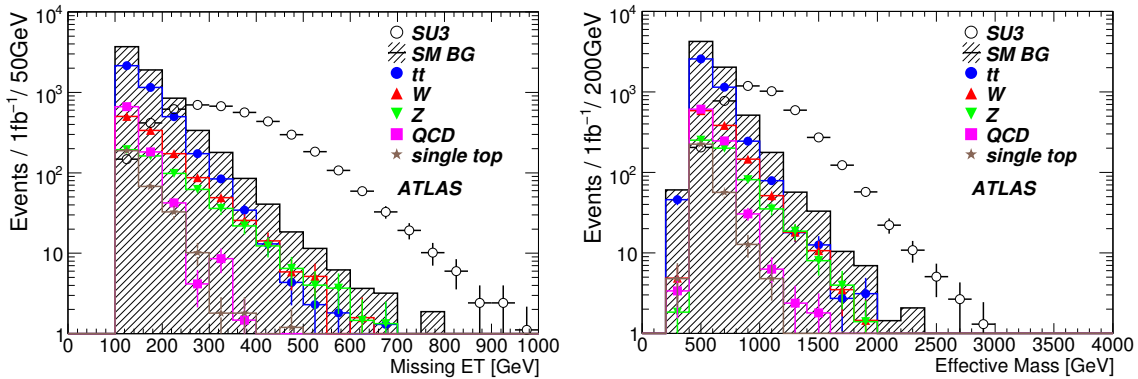 Events / 1fb⁻¹/ 50GeV
10⁴
10³
10²
10
1
0 100 200 300 400 500 600 700 800 900 1000
Missing ET [GeV]
SU3
SM BG
tt
W
Z
QCD
single top
ATLAS
Events / 1fb⁻¹/ 200GeV
10⁴
10³
10²
10
1
0 500 1000 1500 2000 2500 3000 3500 4000
Effective Mass [GeV]
SU3
SM BG
tt
W
Z
QCD
single top
ATLAS